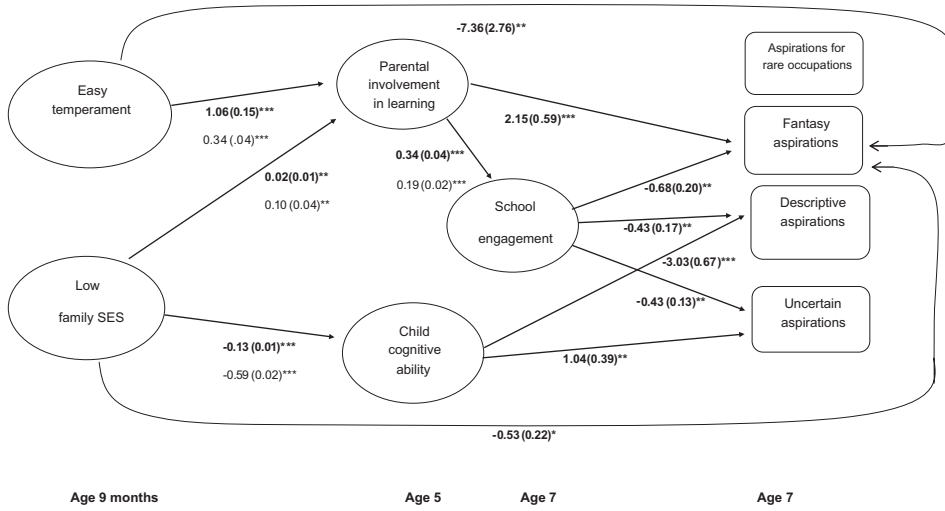 -7.36(2.76)**
Aspirations for
rare occupations
Easy
temperament
Parental
involvement
in learning
1.06(0.15)***
0.34 (.04)***
2.15(0.59)***
Fantasy
aspirations
0.34(0.04)***
0.19 (0.02)***
0.02(0.01)**
0.10 (0.04)**
-0.68(0.20)**
School
engagement
Descriptive
aspirations
-0.43(0.17)**
-3.03(0.67)***
Low
family SES
-0.43(0.13)**
Uncertain
aspirations
-0.13 (0.01)***
-0.59 (0.02)***
Child
cognitive
ability
1.04(0.39)**
-0.53(0.22)*
Age 9 months
Age 5
Age 7
Age 7